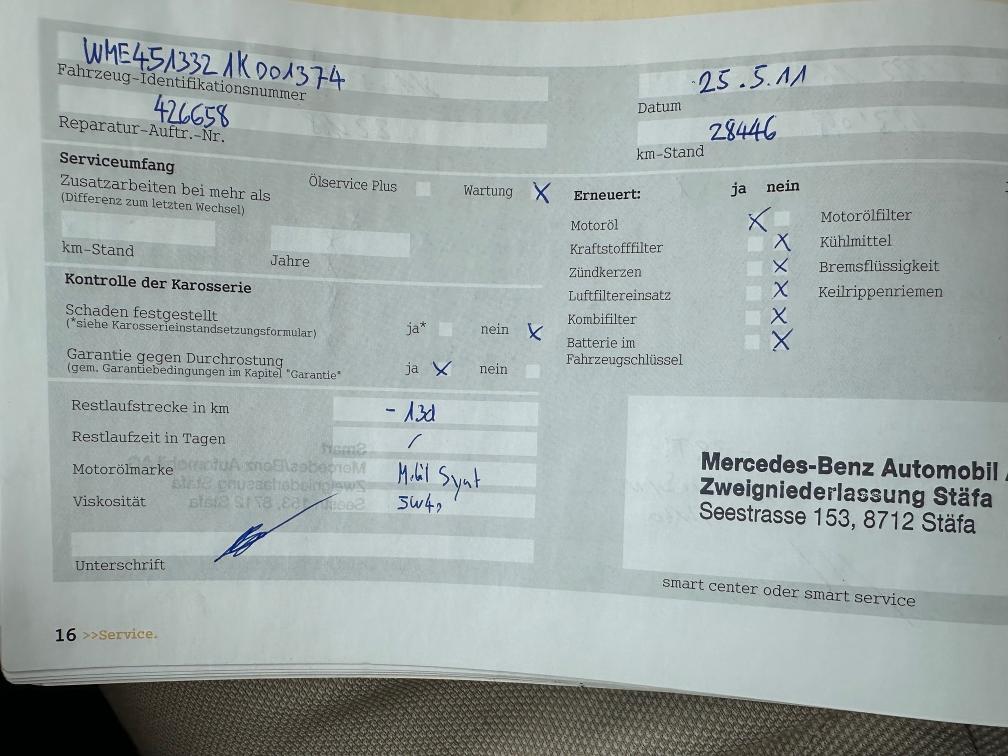 WME4513321K001374
Fahrzeug-Identifikationsnummer
25.5.11
Datum
426658
Reparatur-Auftr.-Nr.
28446
km-Stand
Serviceumfang
Zusatzarbeiten bei mehr als
(Differenz zum letzten Wechsel)
Ölservice Plus
Wartung X
km-Stand
Jahre
Erneuert: ja nein
Motoröl X
Kraftstofffilter X
Zündkerzen X
Luftfiltereinsatz X
Kombifilter X
Batterie im X
Fahrzeugschlüssel
Motorölfilter
Kühlmittel
Bremsflüssigkeit
Keilrippenriemen
Kontrolle der Karosserie
Schaden festgestellt
(*siehe Karosserieinstandsetzungsformular)
ja* nein X
Garantie gegen Durchrostung
(gem. Garantiebedingungen im Kapitel "Garantie"
ja X nein
Restlaufstrecke in km
- 13d
Restlaufzeit in Tagen /
Motorölmarke Mobil Synt
Viskosität 5W40
Unterschrift
Mercedes-Benz Automobil
Zweigniederlassung Stäfa
Seestrasse 153, 8712 Stäfa
smart center oder smart service
16 >>Service.